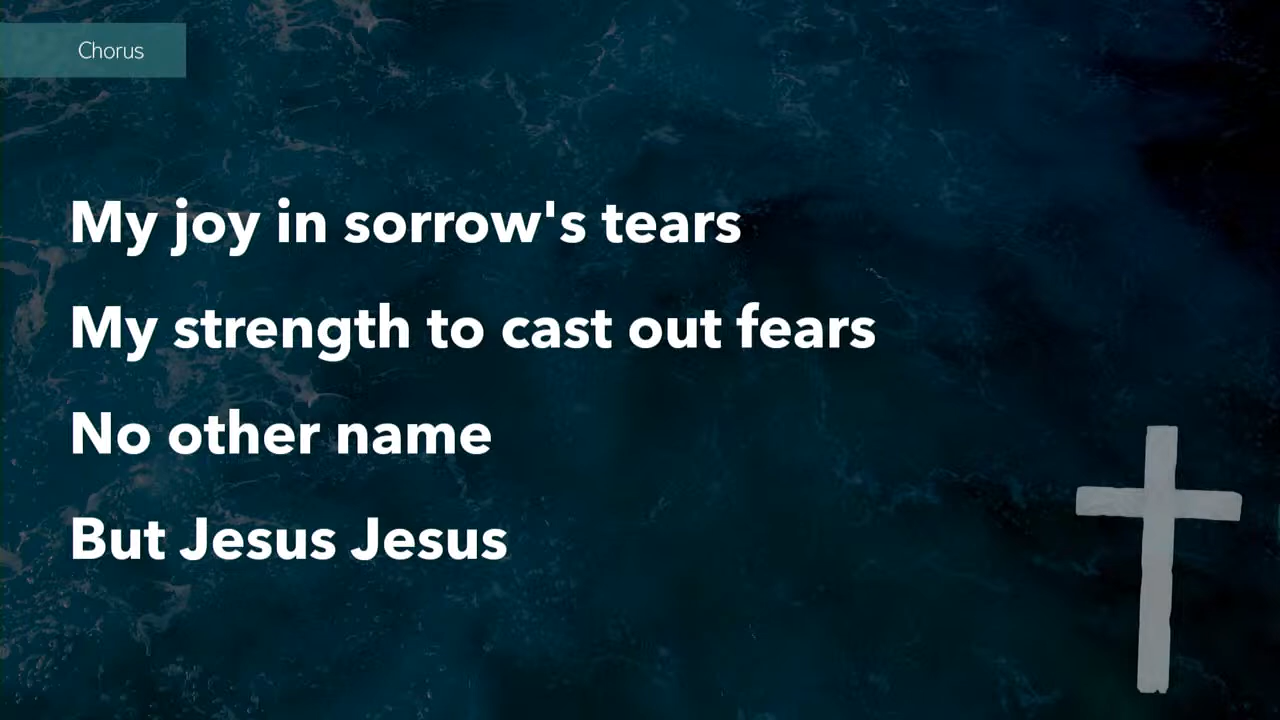 Chorus
My joy in sorrow's tears
My strength to cast out fears
No other name
But Jesus Jesus